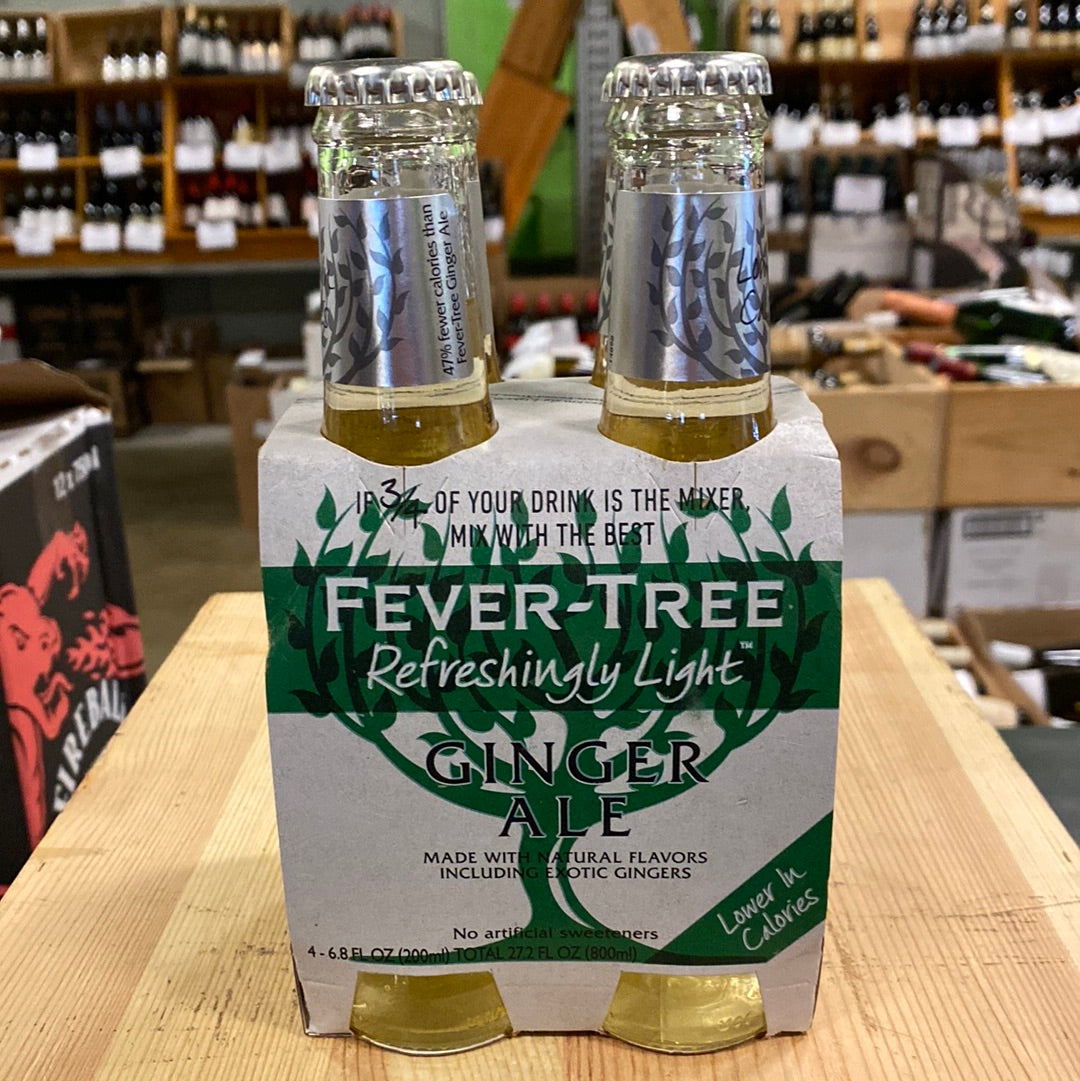 47% fewer calories than
Fever-Tree Ginger Ale
IF 3/4 OF YOUR DRINK IS THE MIXER,
MIX WITH THE BEST
FEVER-TREE
Refreshingly Light™
GINGER
ALE
MADE WITH NATURAL FLAVORS
INCLUDING EXOTIC GINGERS
Lower In
Calories
No artificial sweeteners
4 - 6.8 FL OZ (200ml) TOTAL 27.2 FL OZ (800ml)
FIREBALL